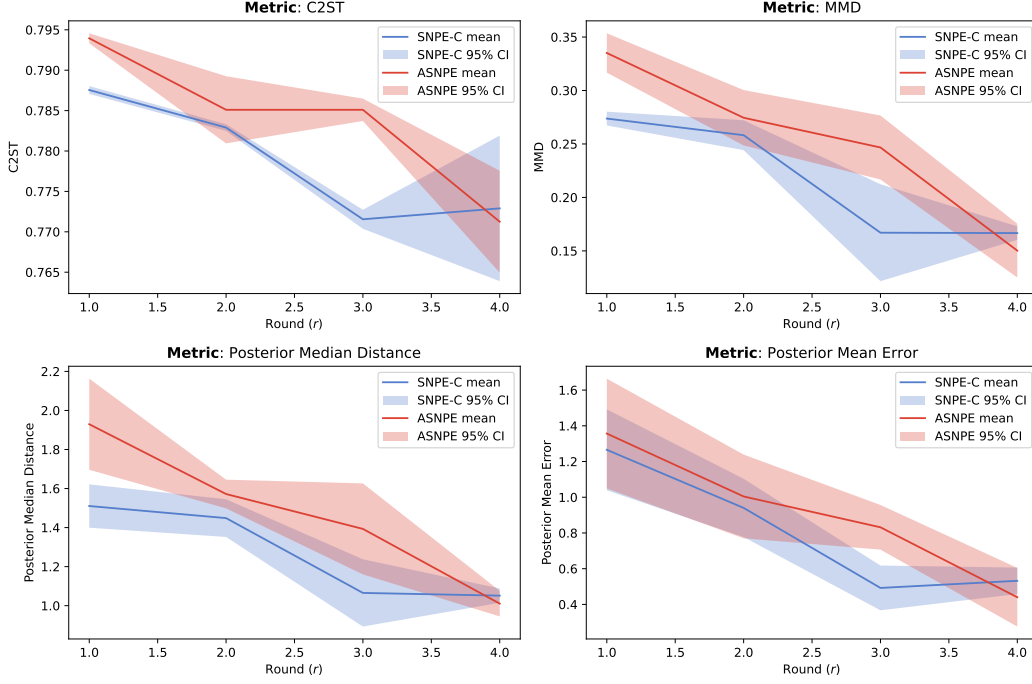 Metric: C2ST
0.795
0.790
0.785
0.780
0.775
0.770
0.765
C2ST
SNPE-C mean
SNPE-C 95% CI
ASNPE mean
ASNPE 95% CI
1.0 1.5 2.0 2.5 3.0 3.5 4.0
Round (r)
Metric: MMD
0.35
0.30
0.25
0.20
0.15
MMD
SNPE-C mean
SNPE-C 95% CI
ASNPE mean
ASNPE 95% CI
1.0 1.5 2.0 2.5 3.0 3.5 4.0
Round (r)
Metric: Posterior Median Distance
2.2
2.0
1.8
1.6
1.4
1.2
1.0
Posterior Median Distance
SNPE-C mean
SNPE-C 95% CI
ASNPE mean
ASNPE 95% CI
1.0 1.5 2.0 2.5 3.0 3.5 4.0
Round (r)
Metric: Posterior Mean Error
1.6
1.4
1.2
1.0
0.8
0.6
0.4
Posterior Mean Error
SNPE-C mean
SNPE-C 95% CI
ASNPE mean
ASNPE 95% CI
1.0 1.5 2.0 2.5 3.0 3.5 4.0
Round (r)